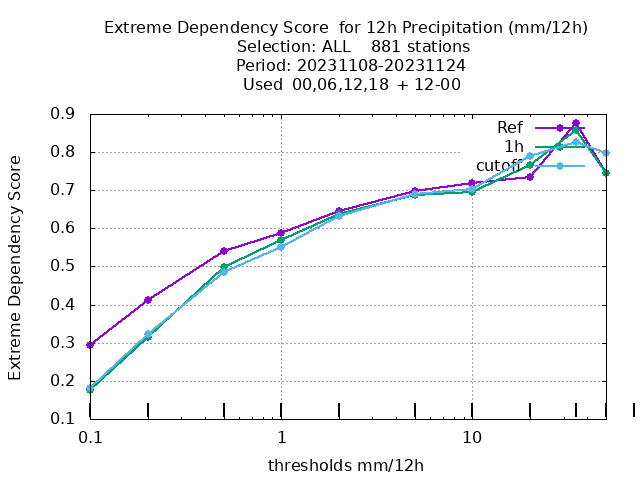 Extreme Dependency Score  for 12h Precipitation (mm/12h)
Selection: ALL    881 stations
Period: 20231108-20231124
Used  00,06,12,18  + 12-00
0.9
0.8
0.7
0.6
0.5
0.4
0.3
0.2
0.1
Extreme Dependency Score
Ref
1h
cutoff
0.1
1
10
thresholds mm/12h